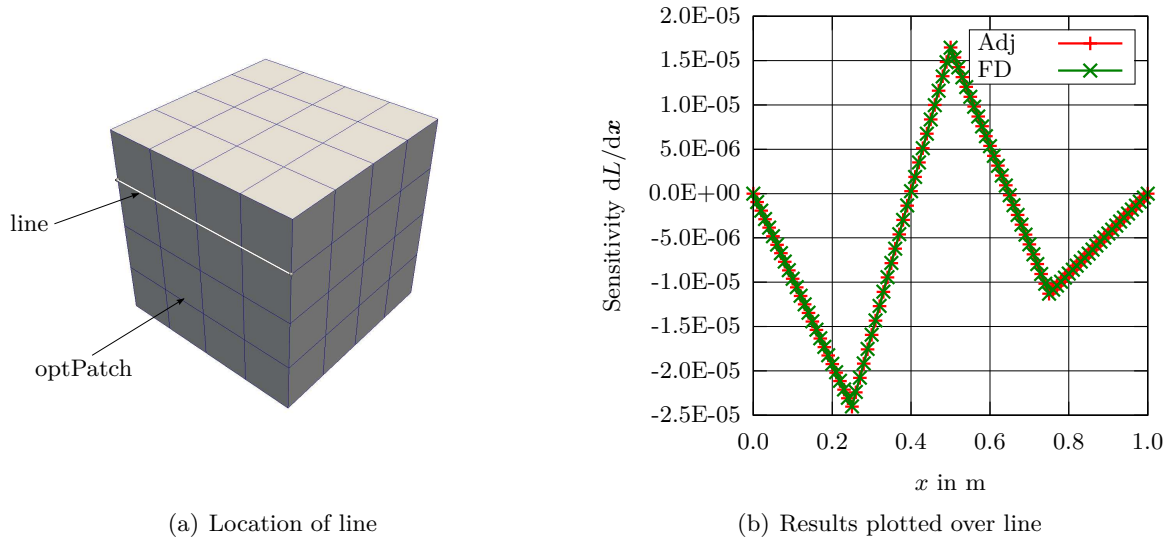 line
optPatch
(a) Location of line
2.0E-05
1.5E-05
1.0E-05
5.0E-06
0.0E+00
-5.0E-06
-1.0E-05
-1.5E-05
-2.0E-05
-2.5E-05
Sensitivity dL/dx
Adj
FD
0.0 0.2 0.4 0.6 0.8 1.0
x in m
(b) Results plotted over line